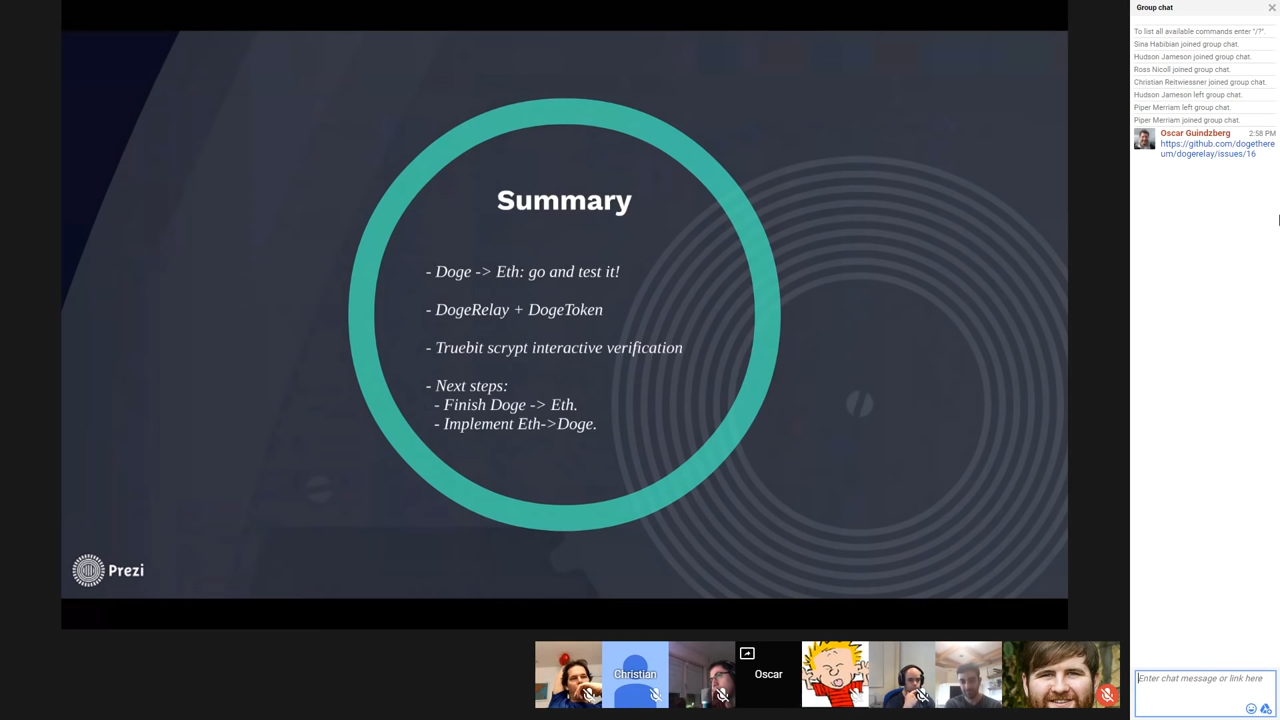 Summary
- Doge -> Eth: go and test it!
- DogeRelay + DogeToken
- Truebit scrypt interactive verification
- Next steps:
- Finish Doge -> Eth.
- Implement Eth->Doge.
Prezi
Christian
Oscar
Group chat
To list all available commands enter "/?".
Sina Habibian joined group chat.
Hudson Jameson joined group chat.
Ross Nicoll joined group chat.
Christian Reitwiessner joined group chat.
Hudson Jameson left group chat.
Piper Merriam left group chat.
Piper Merriam joined group chat.
Oscar Guindzberg 2:58 PM
https://github.com/dogethere
um/dogerelay/issues/16
Enter chat message or link here